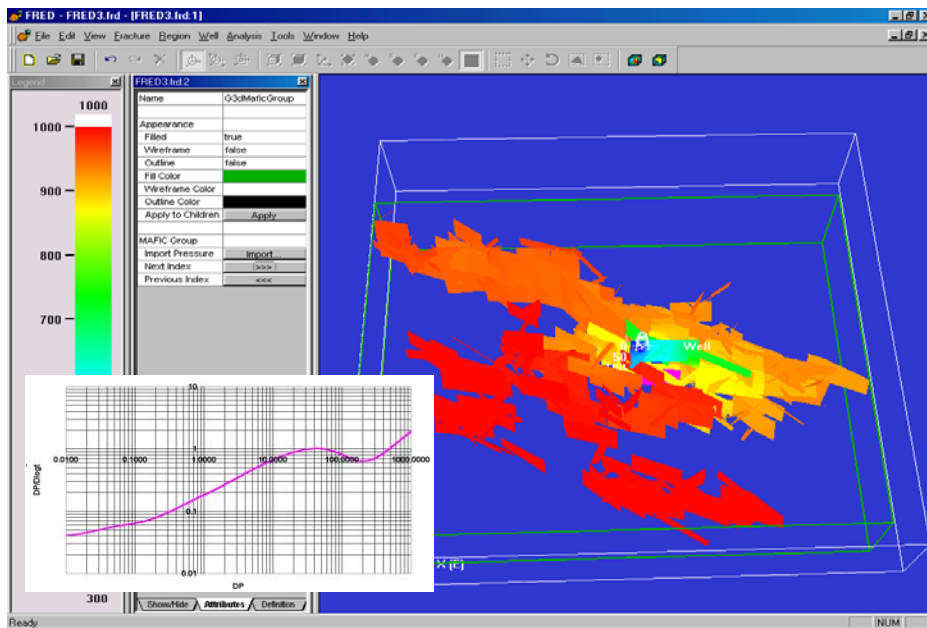 FRED - FRED3.frd - [FRED3.frd:1]
File Edit View Fracture Region Well Analysis Tools Window Help
Legend
FRED3.frd:2
Name G3dMaficGroup
Appearance
Filled true
Wireframe false
Outline false
Fill Color
Wireframe Color
Outline Color
Apply to Children Apply
MAFIC Group
Import Pressure Import...
Next Index >>>
Previous Index <<<
1000
1000
900
800
700
300
Well
0
50
X (E)
10
1
0.0100 0.1000 1.0000 10.0000 100.0000 1000.0000
0.1
0.01
DP/Dlogt
DP
Show/Hide Attributes Definition
Ready NUM